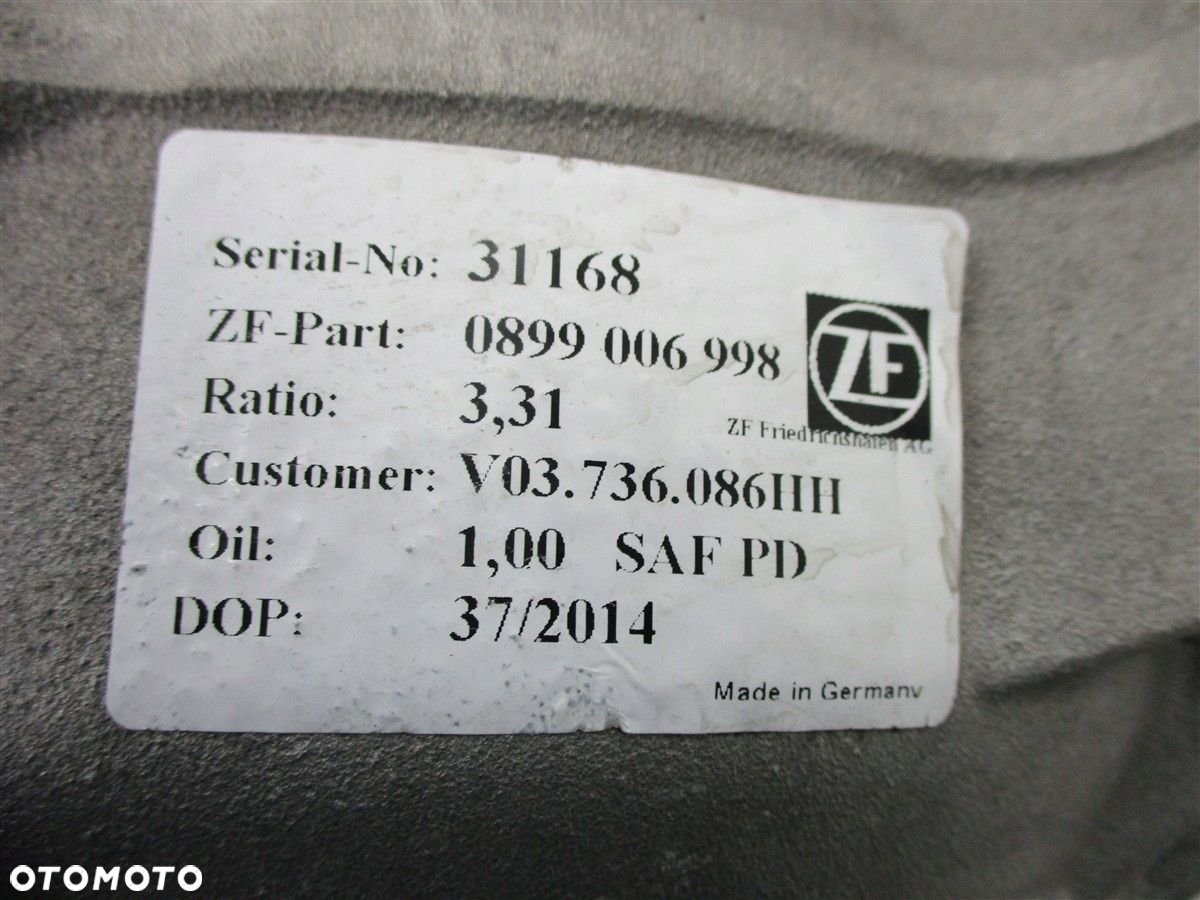 Serial-No: 31168
ZF-Part: 0899 006 998
ZF
Ratio: 3,31
ZF Friedrichshafen AG
Customer: V03.736.086HH
Oil: 1,00 SAF PD
DOP: 37/2014
Made in Germany
OTOMOTO